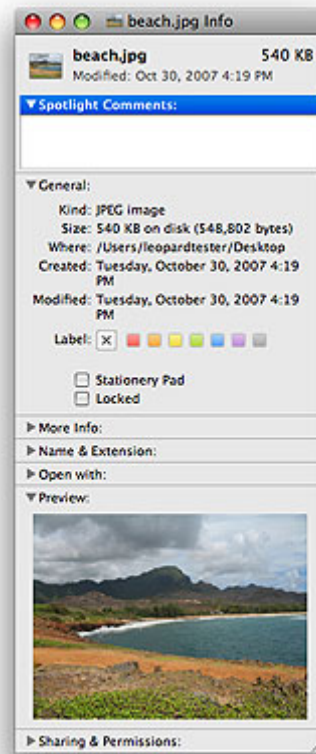 beach.jpg Info
beach.jpg 540 KB
Modified: Oct 30, 2007 4:19 PM
Spotlight Comments:
General:
Kind: JPEG image
Size: 540 KB on disk (548,802 bytes)
Where: /Users/leopardtester/Desktop
Created: Tuesday, October 30, 2007 4:19
PM
Modified: Tuesday, October 30, 2007 4:19
PM
Label:
Stationery Pad
Locked
More Info:
Name & Extension:
Open with:
Preview:
Sharing & Permissions: